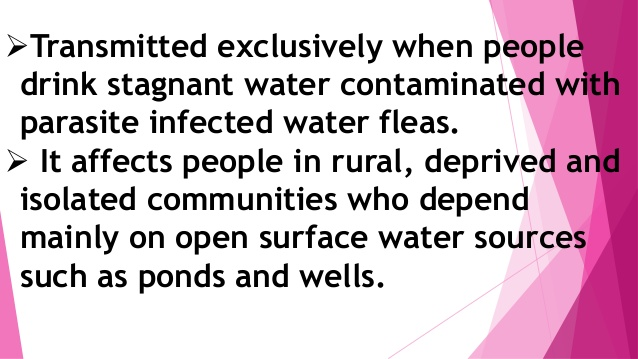 ➢Transmitted exclusively when people
drink stagnant water contaminated with
parasite infected water fleas.
➢ It affects people in rural, deprived and
isolated communities who depend
mainly on open surface water sources
such as ponds and wells.